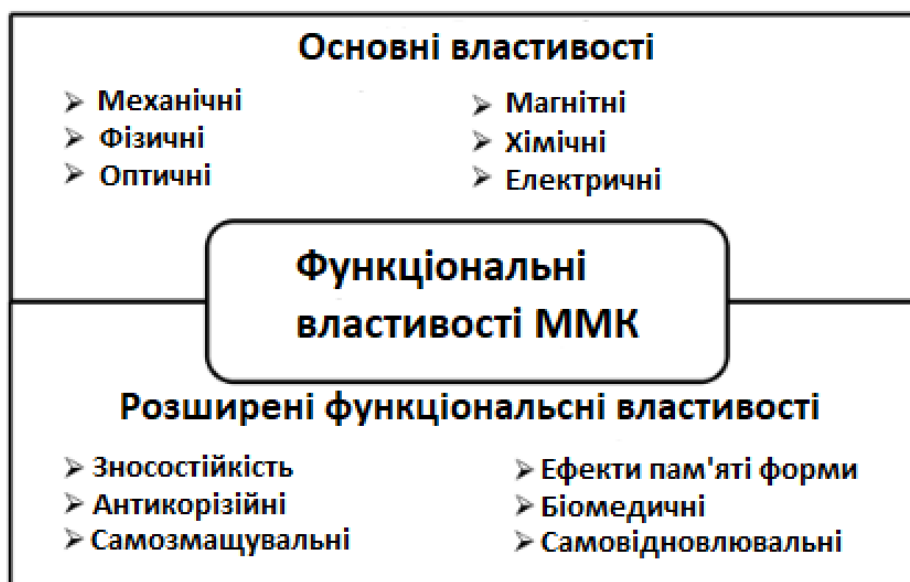 Основні властивості
Механічні
Фізичні
Оптичні
Магнітні
Хімічні
Електричні
Функціональні
властивості ММК
Розширені функціональсні властивості
Зносостійкість
Антикорізійні
Самозмащувальні
Ефекти пам'яті форми
Біомедичні
Самовідновлювальні